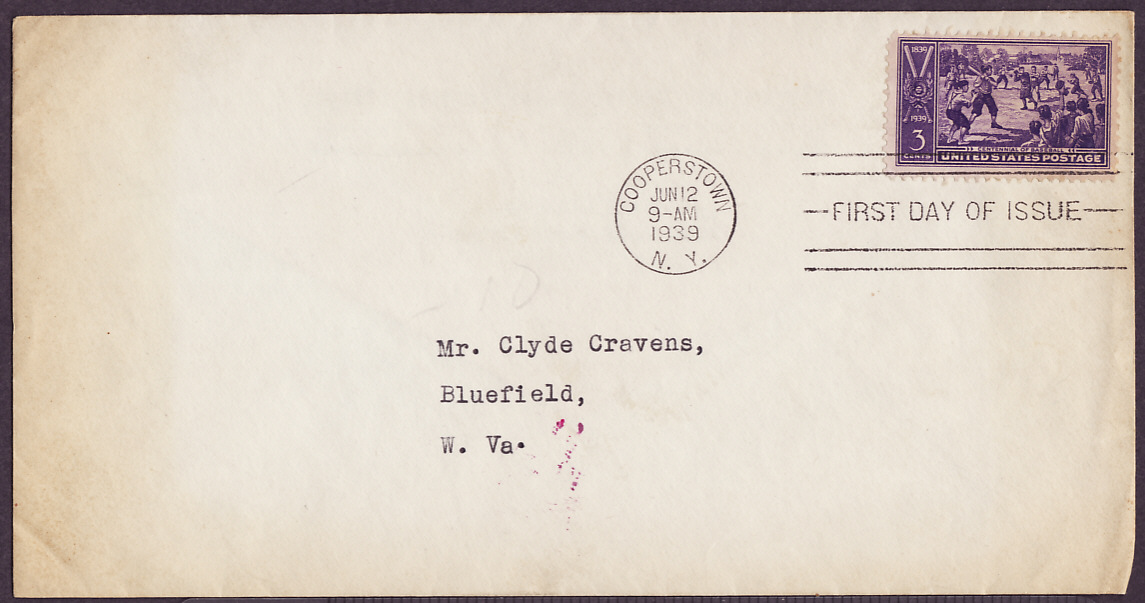 1839
1939
3
CENTS
CENTENNIAL OF BASEBALL
UNITED STATES POSTAGE
COOPERSTOWN
JUN 12
9-AM
1939
N. Y.
FIRST DAY OF ISSUE
10
Mr. Clyde Cravens,
Bluefield,
W. Va.